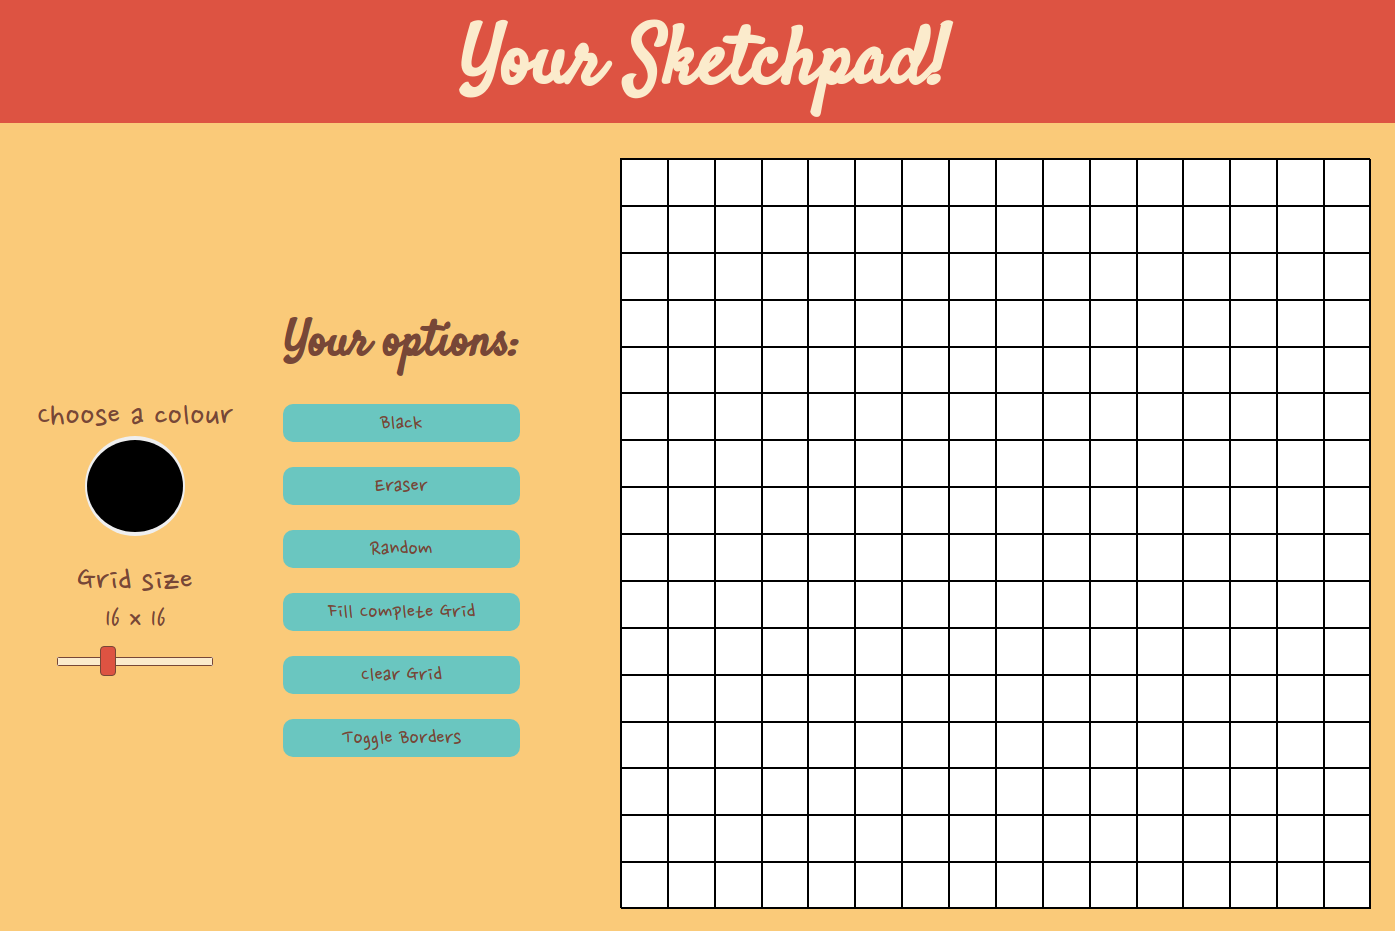 Your Sketchpad!
Your options:
choose a colour
Black
Eraser
Random
Grid size
16 x 16
Fill complete Grid
clear Grid
Toggle Borders